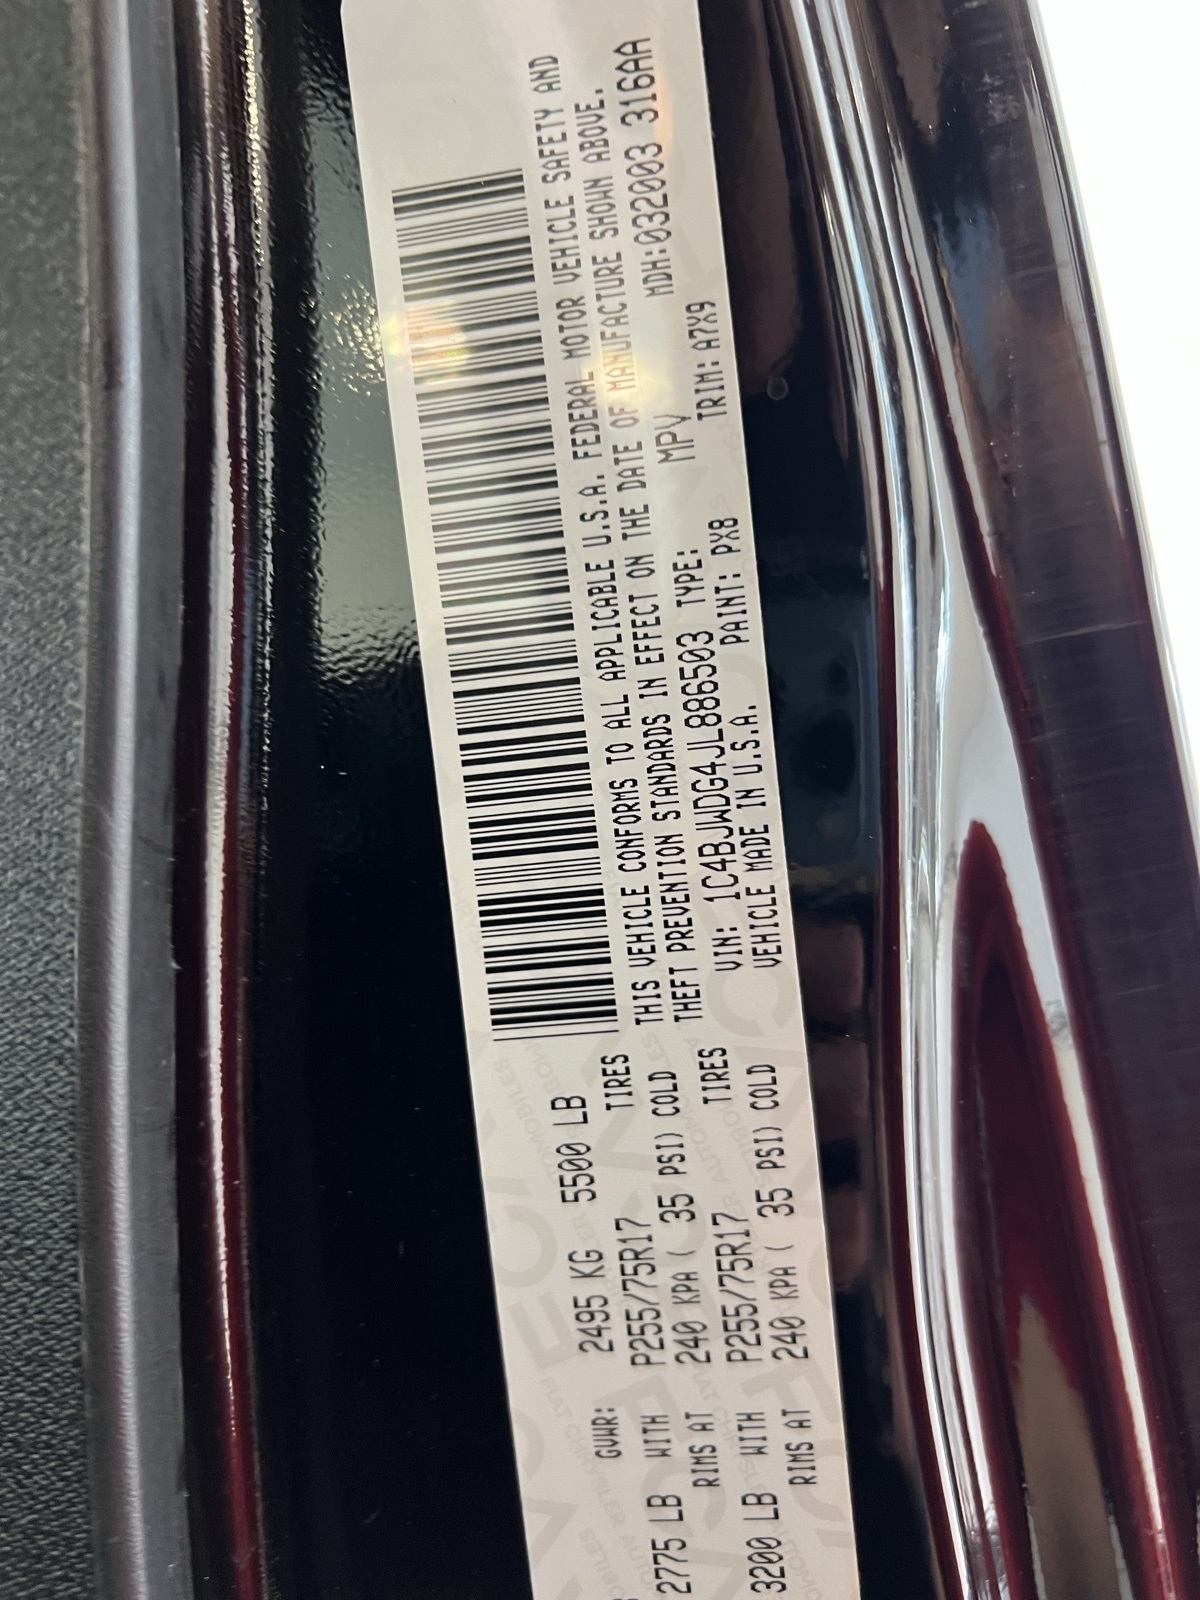 GVWR: 2495 KG 5500 LB
2775 LB WITH P255/75R17 TIRES
RIMS AT 240 KPA ( 35 PSI) COLD
3200 LB WITH P255/75R17 TIRES
RIMS AT 240 KPA ( 35 PSI) COLD
THIS VEHICLE CONFORMS TO ALL APPLICABLE U.S.A. FEDERAL MOTOR VEHICLE SAFETY AND
THEFT PREVENTION STANDARDS IN EFFECT ON THE DATE OF MANUFACTURE SHOWN ABOVE.
VIN: 1C4BJWDG4JL886503 TYPE: MPV MDH:032003 316AA
VEHICLE MADE IN U.S.A. PAINT: PX8 TRIM: A7X9